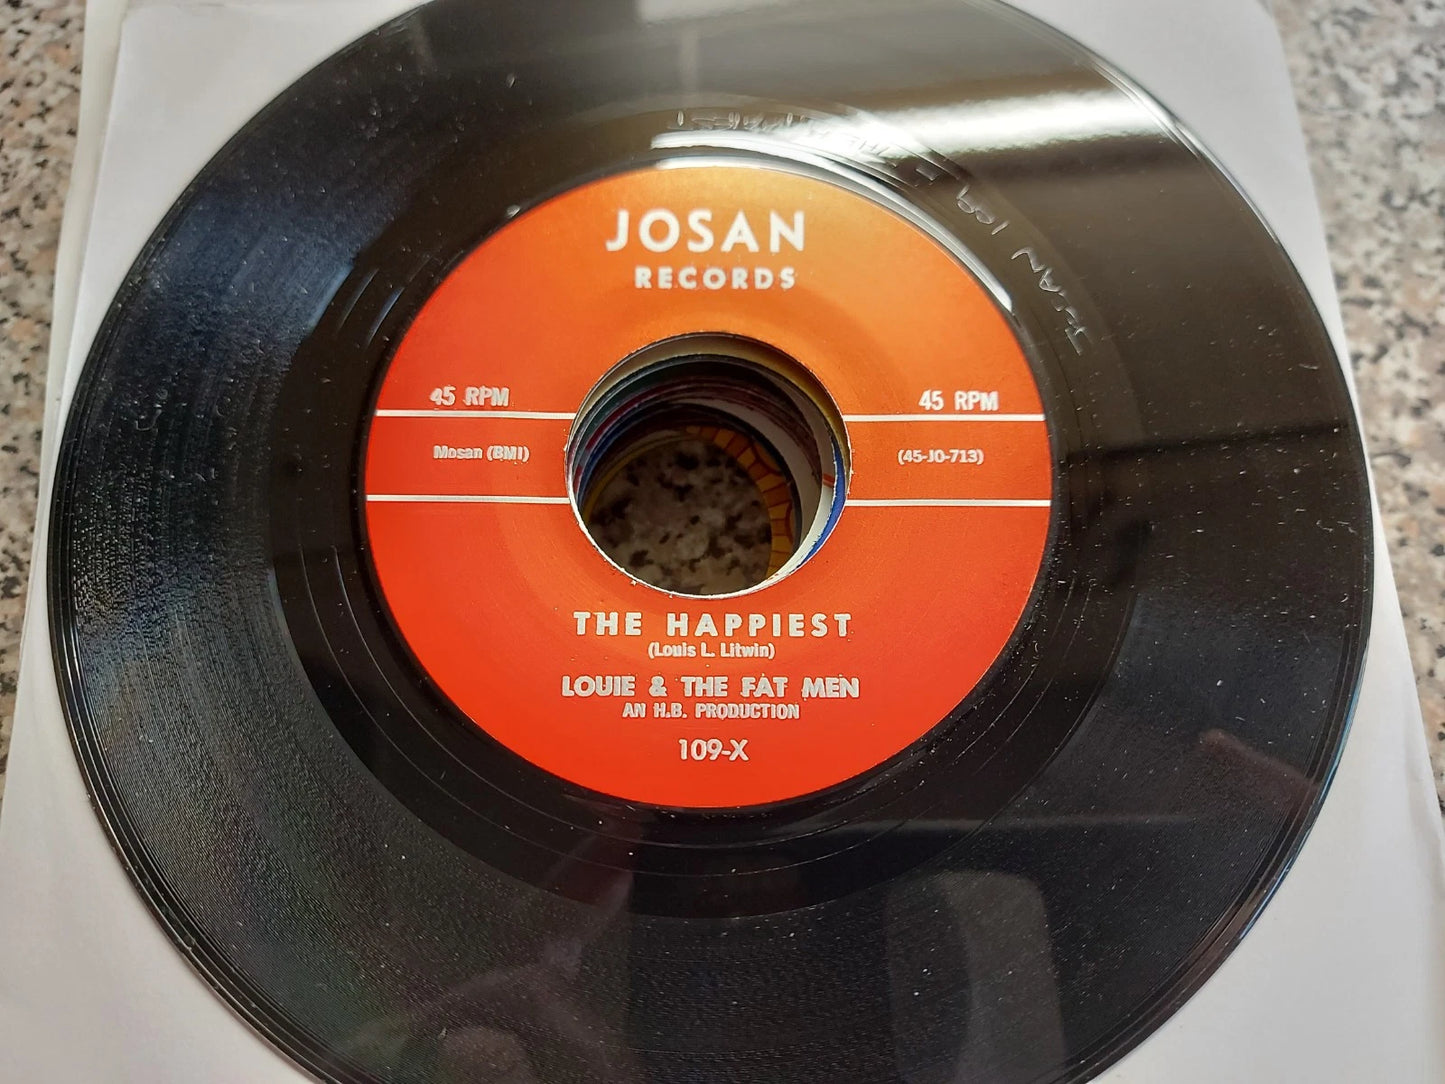 JOSAN
RECORDS
45 RPM
45 RPM
Mosan (BMI)
(45-JO-713)
THE HAPPIEST
(Louis L. Litwin)
LOUIE & THE FAT MEN
AN H.B. PRODUCTION
109-X